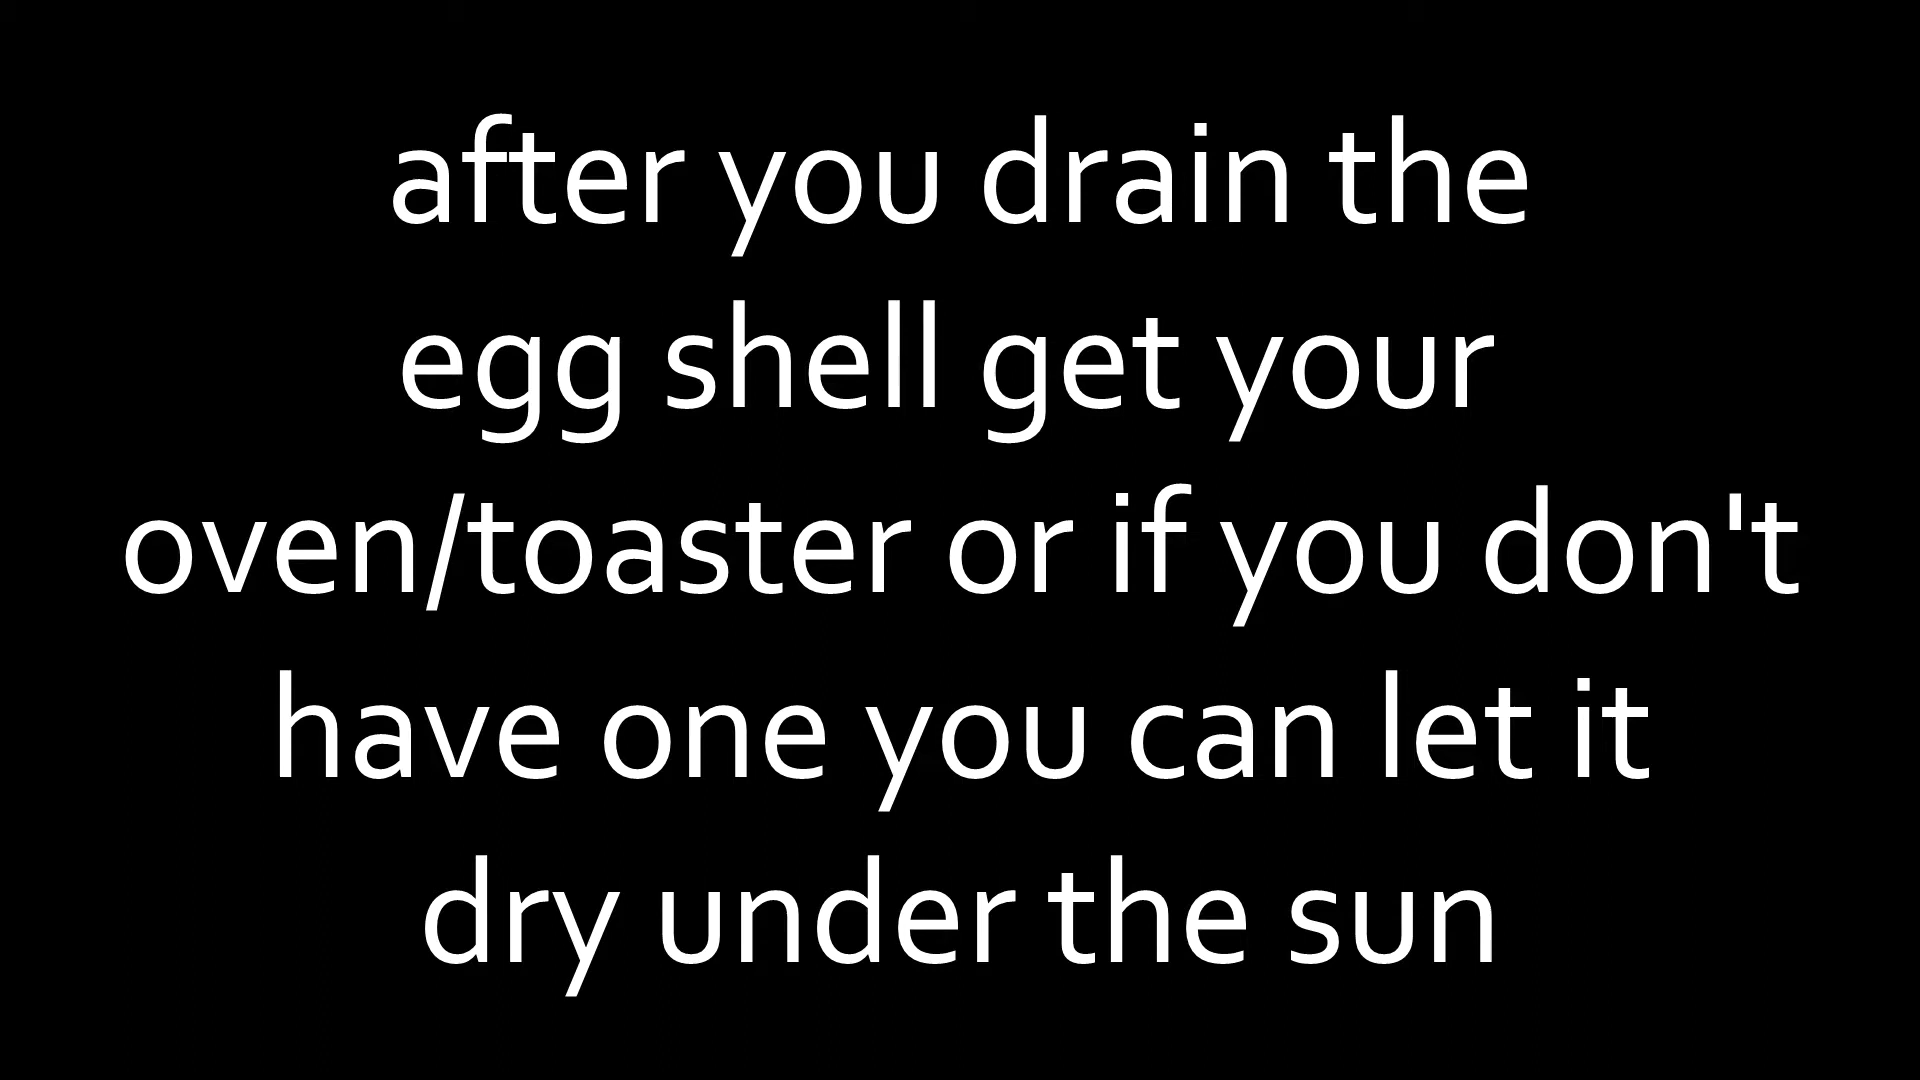 after you drain the
egg shell get your
oven/toaster or if you don't
have one you can let it
dry under the sun